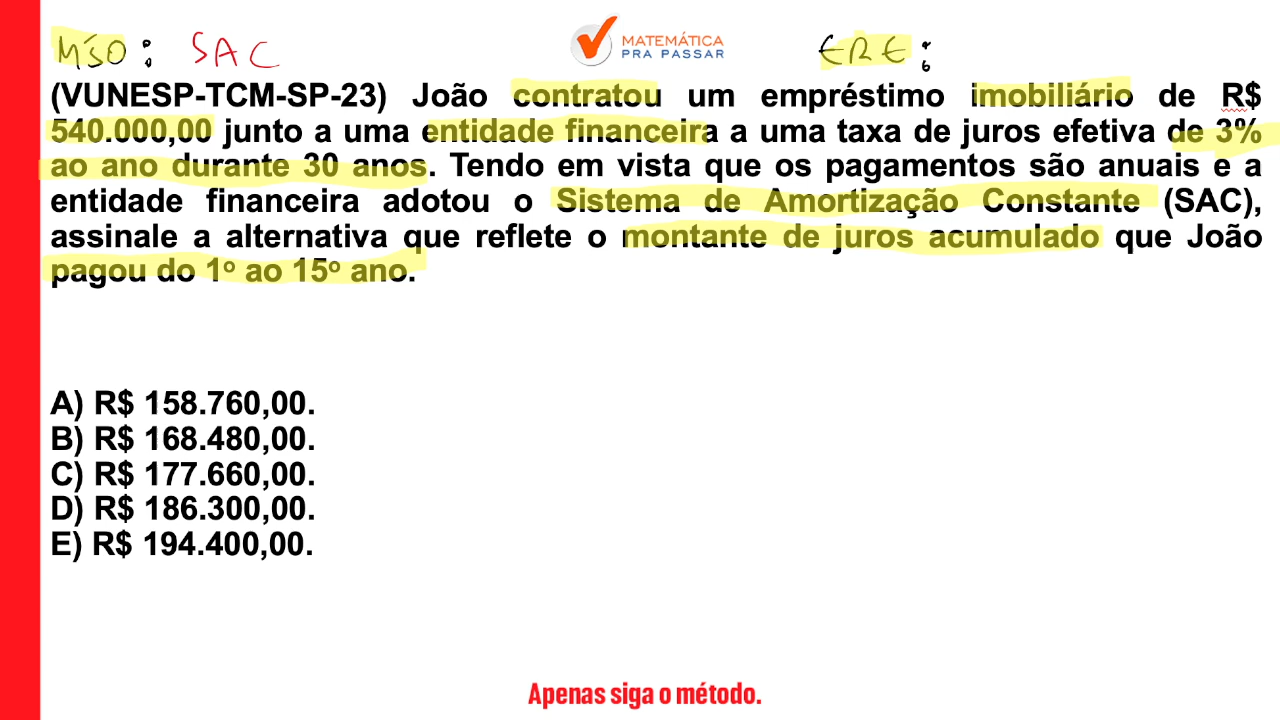 MÉTODO: SAC
MATEMÁTICA
PRA PASSAR
(VUNESP-TCM-SP-23) João contratou um empréstimo imobiliário de R$
540.000,00 junto a uma entidade financeira a uma taxa de juros efetiva de 3%
ao ano durante 30 anos. Tendo em vista que os pagamentos são anuais e a
entidade financeira adotou o Sistema de Amortização Constante (SAC),
assinale a alternativa que reflete o montante de juros acumulado que João
pagou do 1º ao 15º ano.
A) R$ 158.760,00.
B) R$ 168.480,00.
C) R$ 177.660,00.
D) R$ 186.300,00.
E) R$ 194.400,00.
Apenas siga o método.